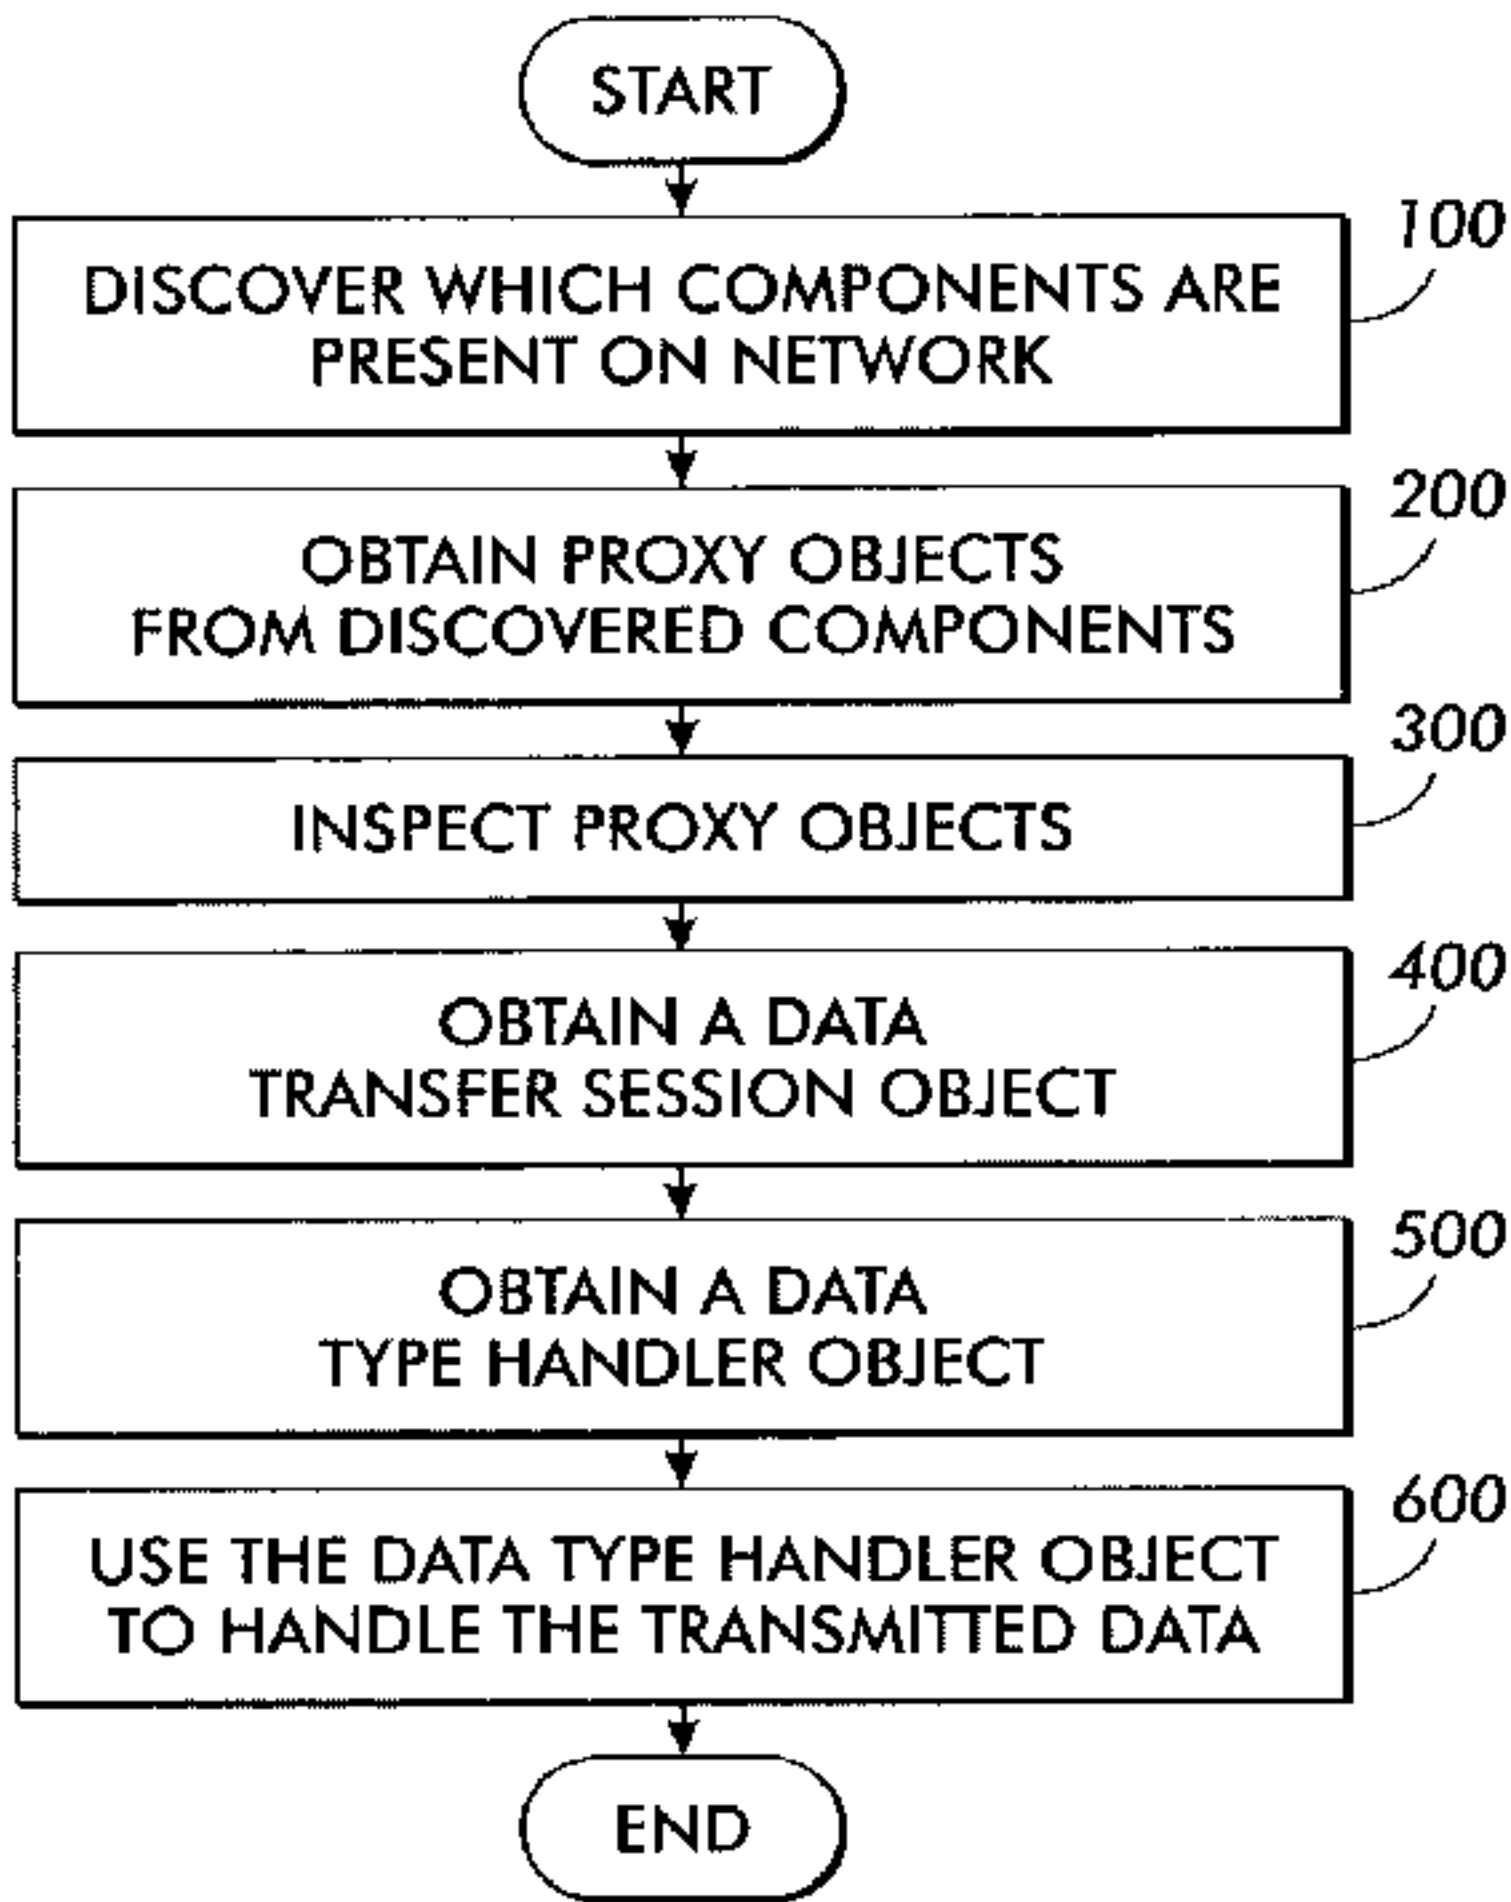 START
100
DISCOVER WHICH COMPONENTS ARE
PRESENT ON NETWORK
200
OBTAIN PROXY OBJECTS
FROM DISCOVERED COMPONENTS
300
INSPECT PROXY OBJECTS
400
OBTAIN A DATA
TRANSFER SESSION OBJECT
500
OBTAIN A DATA
TYPE HANDLER OBJECT
600
USE THE DATA TYPE HANDLER OBJECT
TO HANDLE THE TRANSMITTED DATA
END